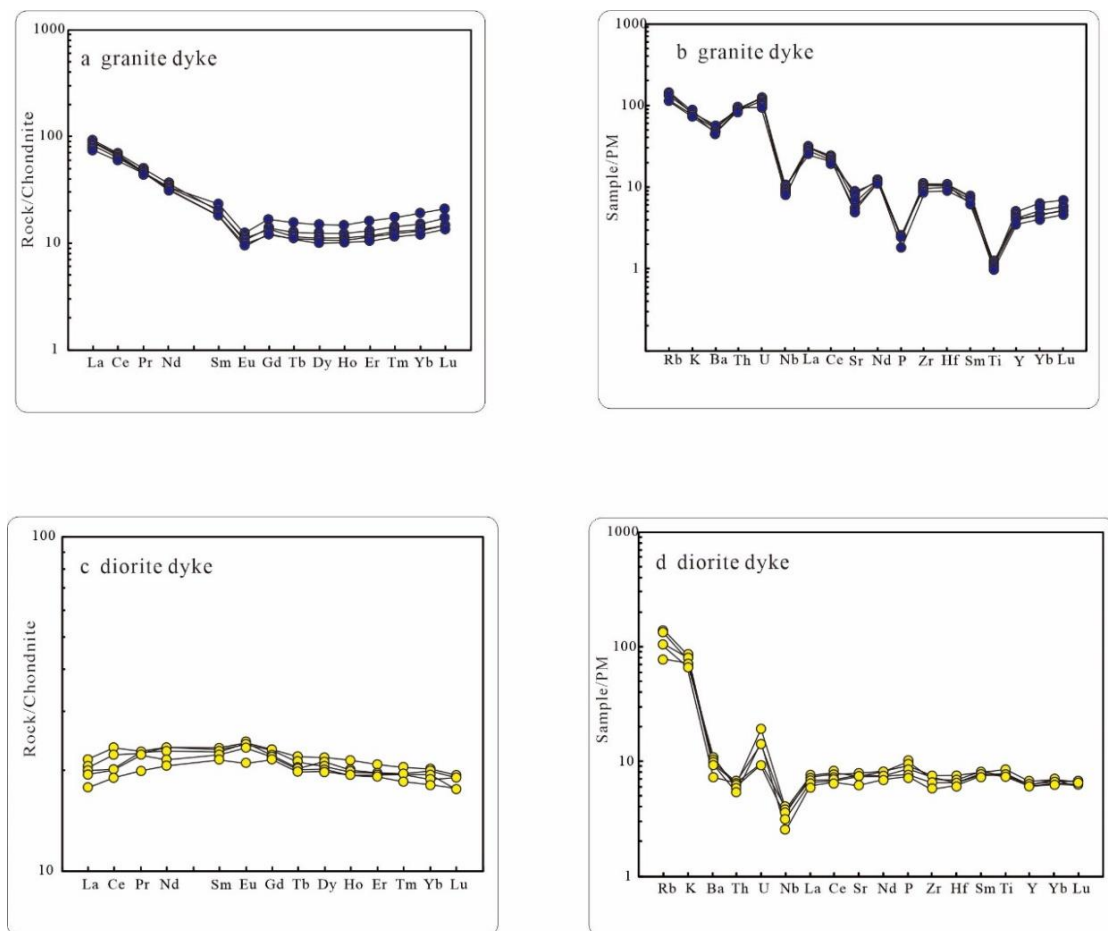 1000
a granite dyke
100
Rock/Chondnite
10
1
La Ce Pr Nd Sm Eu Gd Tb Dy Ho Er Tm Yb Lu
1000
b granite dyke
100
Sample/PM
10
1
Rb K Ba Th U Nb La Ce Sr Nd P Zr Hf Sm Ti Y Yb Lu
100
c diorite dyke
Rock/Chondnite
10
La Ce Pr Nd Sm Eu Gd Tb Dy Ho Er Tm Yb Lu
1000
d diorite dyke
100
Sample/PM
10
1
Rb K Ba Th U Nb La Ce Sr Nd P Zr Hf Sm Ti Y Yb Lu